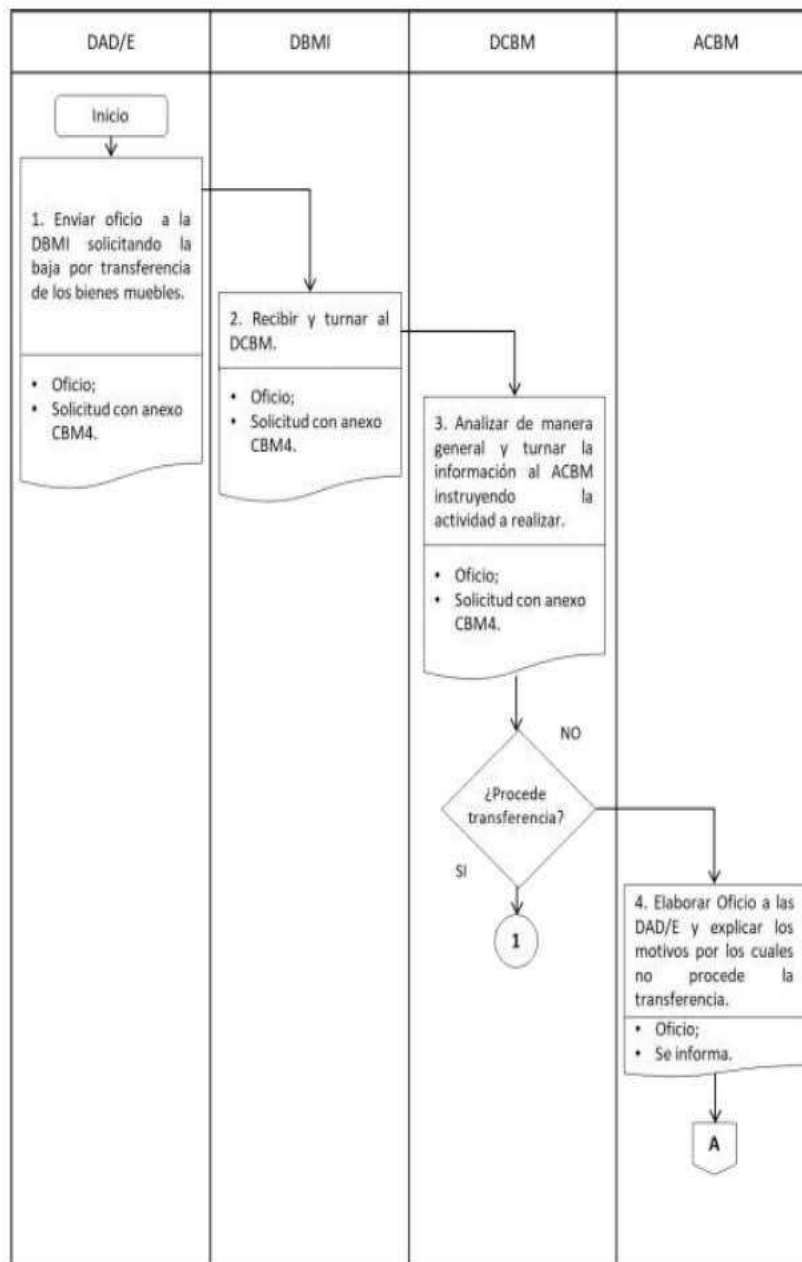 DAD/E
DBMI
DCBM
ACBM
Inicio
1. Enviar oficio a la
DBMI solicitando la
baja por transferencia
de los bienes muebles.
• Oficio;
• Solicitud con anexo
CBM4.
2. Recibir y turnar al
DCBM.
• Oficio;
• Solicitud con anexo
CBM4.
3. Analizar de manera
general y turnar la
información al ACBM
instruyendo la
actividad a realizar.
• Oficio;
• Solicitud con anexo
CBM4.
NO
¿Procede
transferencia?
SI
1
4. Elaborar Oficio a las
DAD/E y explicar los
motivos por los cuales
no procede la
transferencia.
• Oficio;
• Se informa.
A